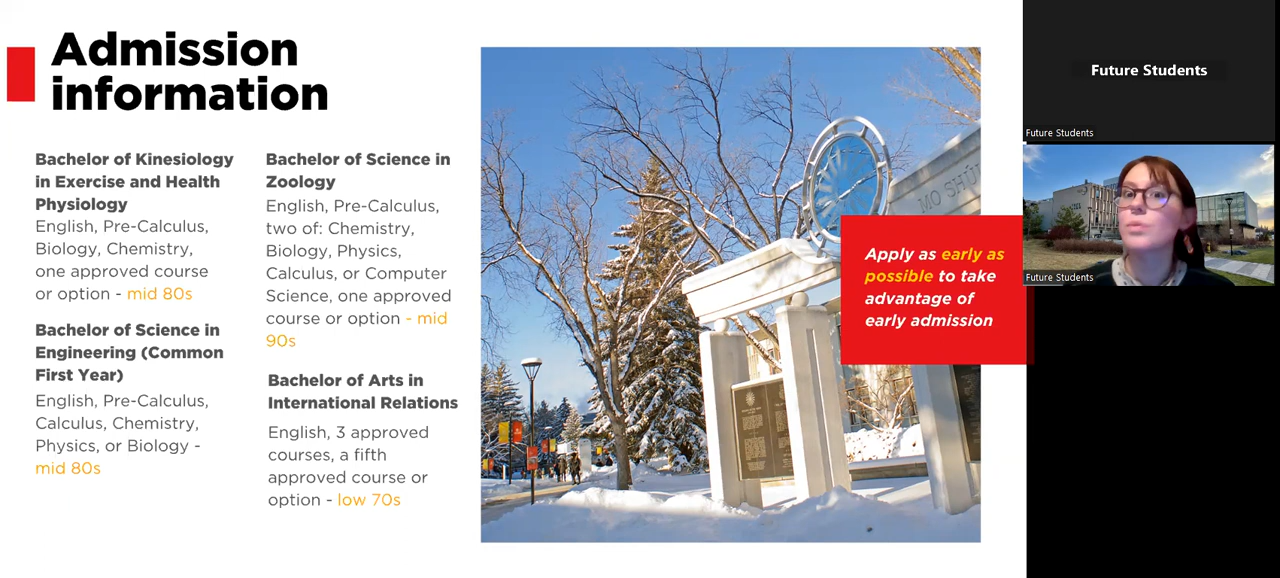 Admission
information
Bachelor of Kinesiology
in Exercise and Health
Physiology
English, Pre-Calculus,
Biology, Chemistry,
one approved course
or option - mid 80s
Bachelor of Science in
Engineering (Common
First Year)
English, Pre-Calculus,
Calculus, Chemistry,
Physics, or Biology -
mid 80s
Bachelor of Science in
Zoology
English, Pre-Calculus,
two of: Chemistry,
Biology, Physics,
Calculus, or Computer
Science, one approved
course or option - mid
90s
Bachelor of Arts in
International Relations
English, 3 approved
courses, a fifth
approved course or
option - low 70s
MO SHÙI
Apply as early as
possible to take
advantage of
early admission
Future Students
Future Students
Future Students